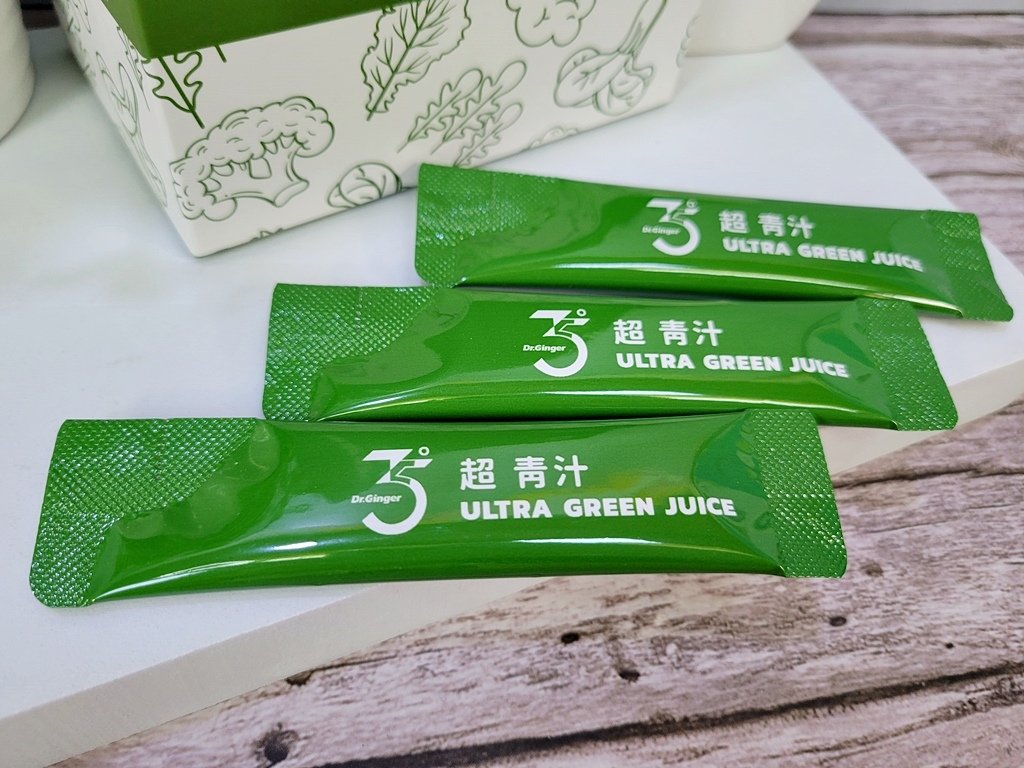 35°
Dr.Ginger
超 青汁
ULTRA GREEN JUICE
35°
Dr.Ginger
超 青汁
ULTRA GREEN JUICE
35°
Dr.Ginger
超 青汁
ULTRA GREEN JUICE